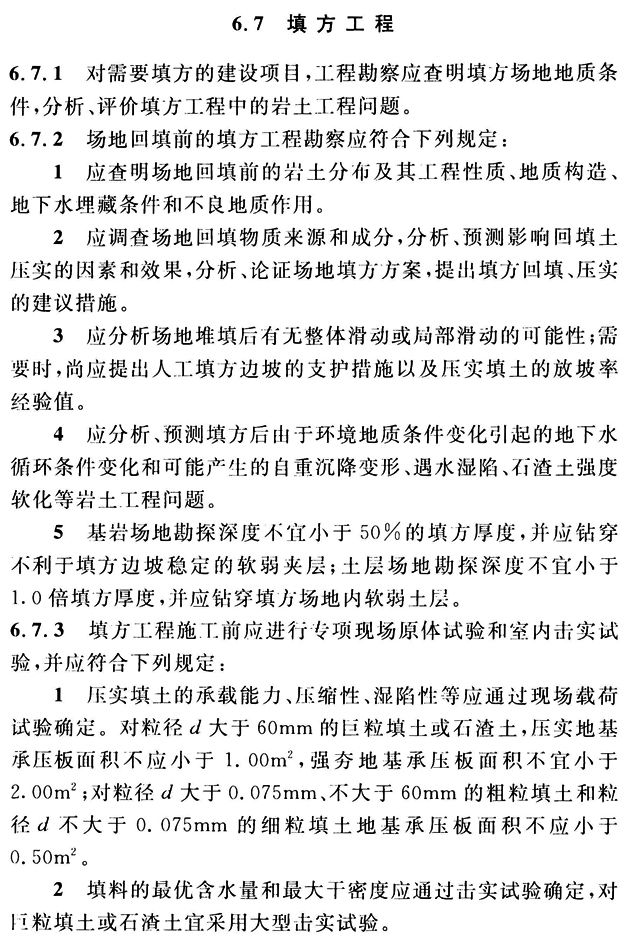 6.7 填方工程
6.7.1 对需要填方的建设项目,工程勘察应查明填方场地地质条
件,分析、评价填方工程中的岩土工程问题。
6.7.2 场地回填前的填方工程勘察应符合下列规定:
1 应查明场地回填前的岩土分布及其工程性质、地质构造、
地下水埋藏条件和不良地质作用。
2 应调查场地回填物质来源和成分,分析、预测影响回填土
压实的因素和效果,分析、论证场地填方方案,提出填方回填、压实
的建议措施。
3 应分析场地堆填后有无整体滑动或局部滑动的可能性;需
要时,尚应提出人工填方边坡的支护措施以及压实填土的放坡率
经验值。
4 应分析、预测填方后由于环境地质条件变化引起的地下水
循环条件变化和可能产生的自重沉降变形、遇水湿陷、石渣土强度
软化等岩土工程问题。
5 基岩场地勘探深度不宜小于50%的填方厚度,并应钻穿
不利于填方边坡稳定的软弱夹层;土层场地勘探深度不宜小于
1.0倍填方厚度,并应钻穿填方场地内软弱土层。
6.7.3 填方工程施工前应进行专项现场原体试验和室内击实试
验,并应符合下列规定:
1 压实填土的承载能力、压缩性、湿陷性等应通过现场载荷
试验确定。对粒径d大于60mm的巨粒填土或石渣土,压实地基
承压板面积不应小于1.00m²,强夯地基承压板面积不宜小于
2.00m²;对粒径d大于0.075mm、不大于60mm的粗粒填土和粒
径d不大于0.075mm的细粒填土地基承压板面积不应小于
0.50m²。
2 填料的最优含水量和最大干密度应通过击实试验确定,对
巨粒填土或石渣土宜采用大型击实试验。